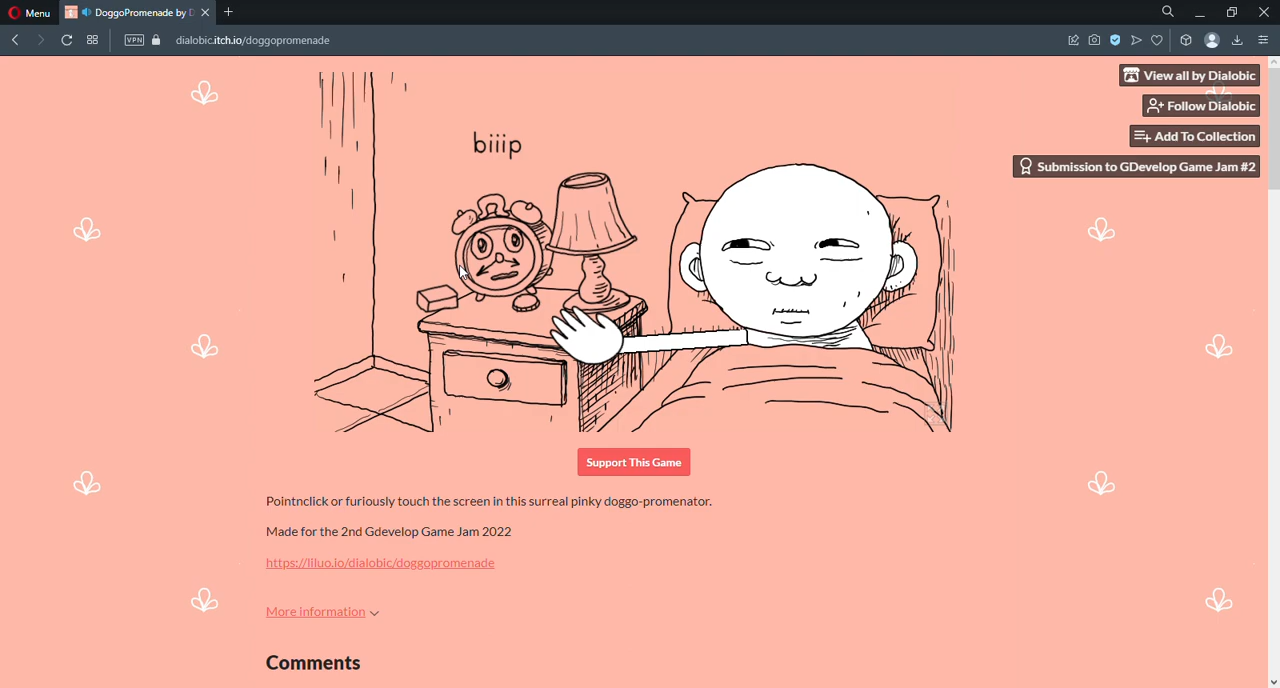 Menu
DoggoPromenade by D
VPN
dialobic.itch.io/doggopromenade
View all by Dialobic
Follow Dialobic
Add To Collection
Submission to GDevelop Game Jam #2
biiip
Support This Game
Pointnclick or furiously touch the screen in this surreal pinky doggo-promenator.
Made for the 2nd Gdevelop Game Jam 2022
https://liluo.io/dialobic/doggopromenade
More information
Comments